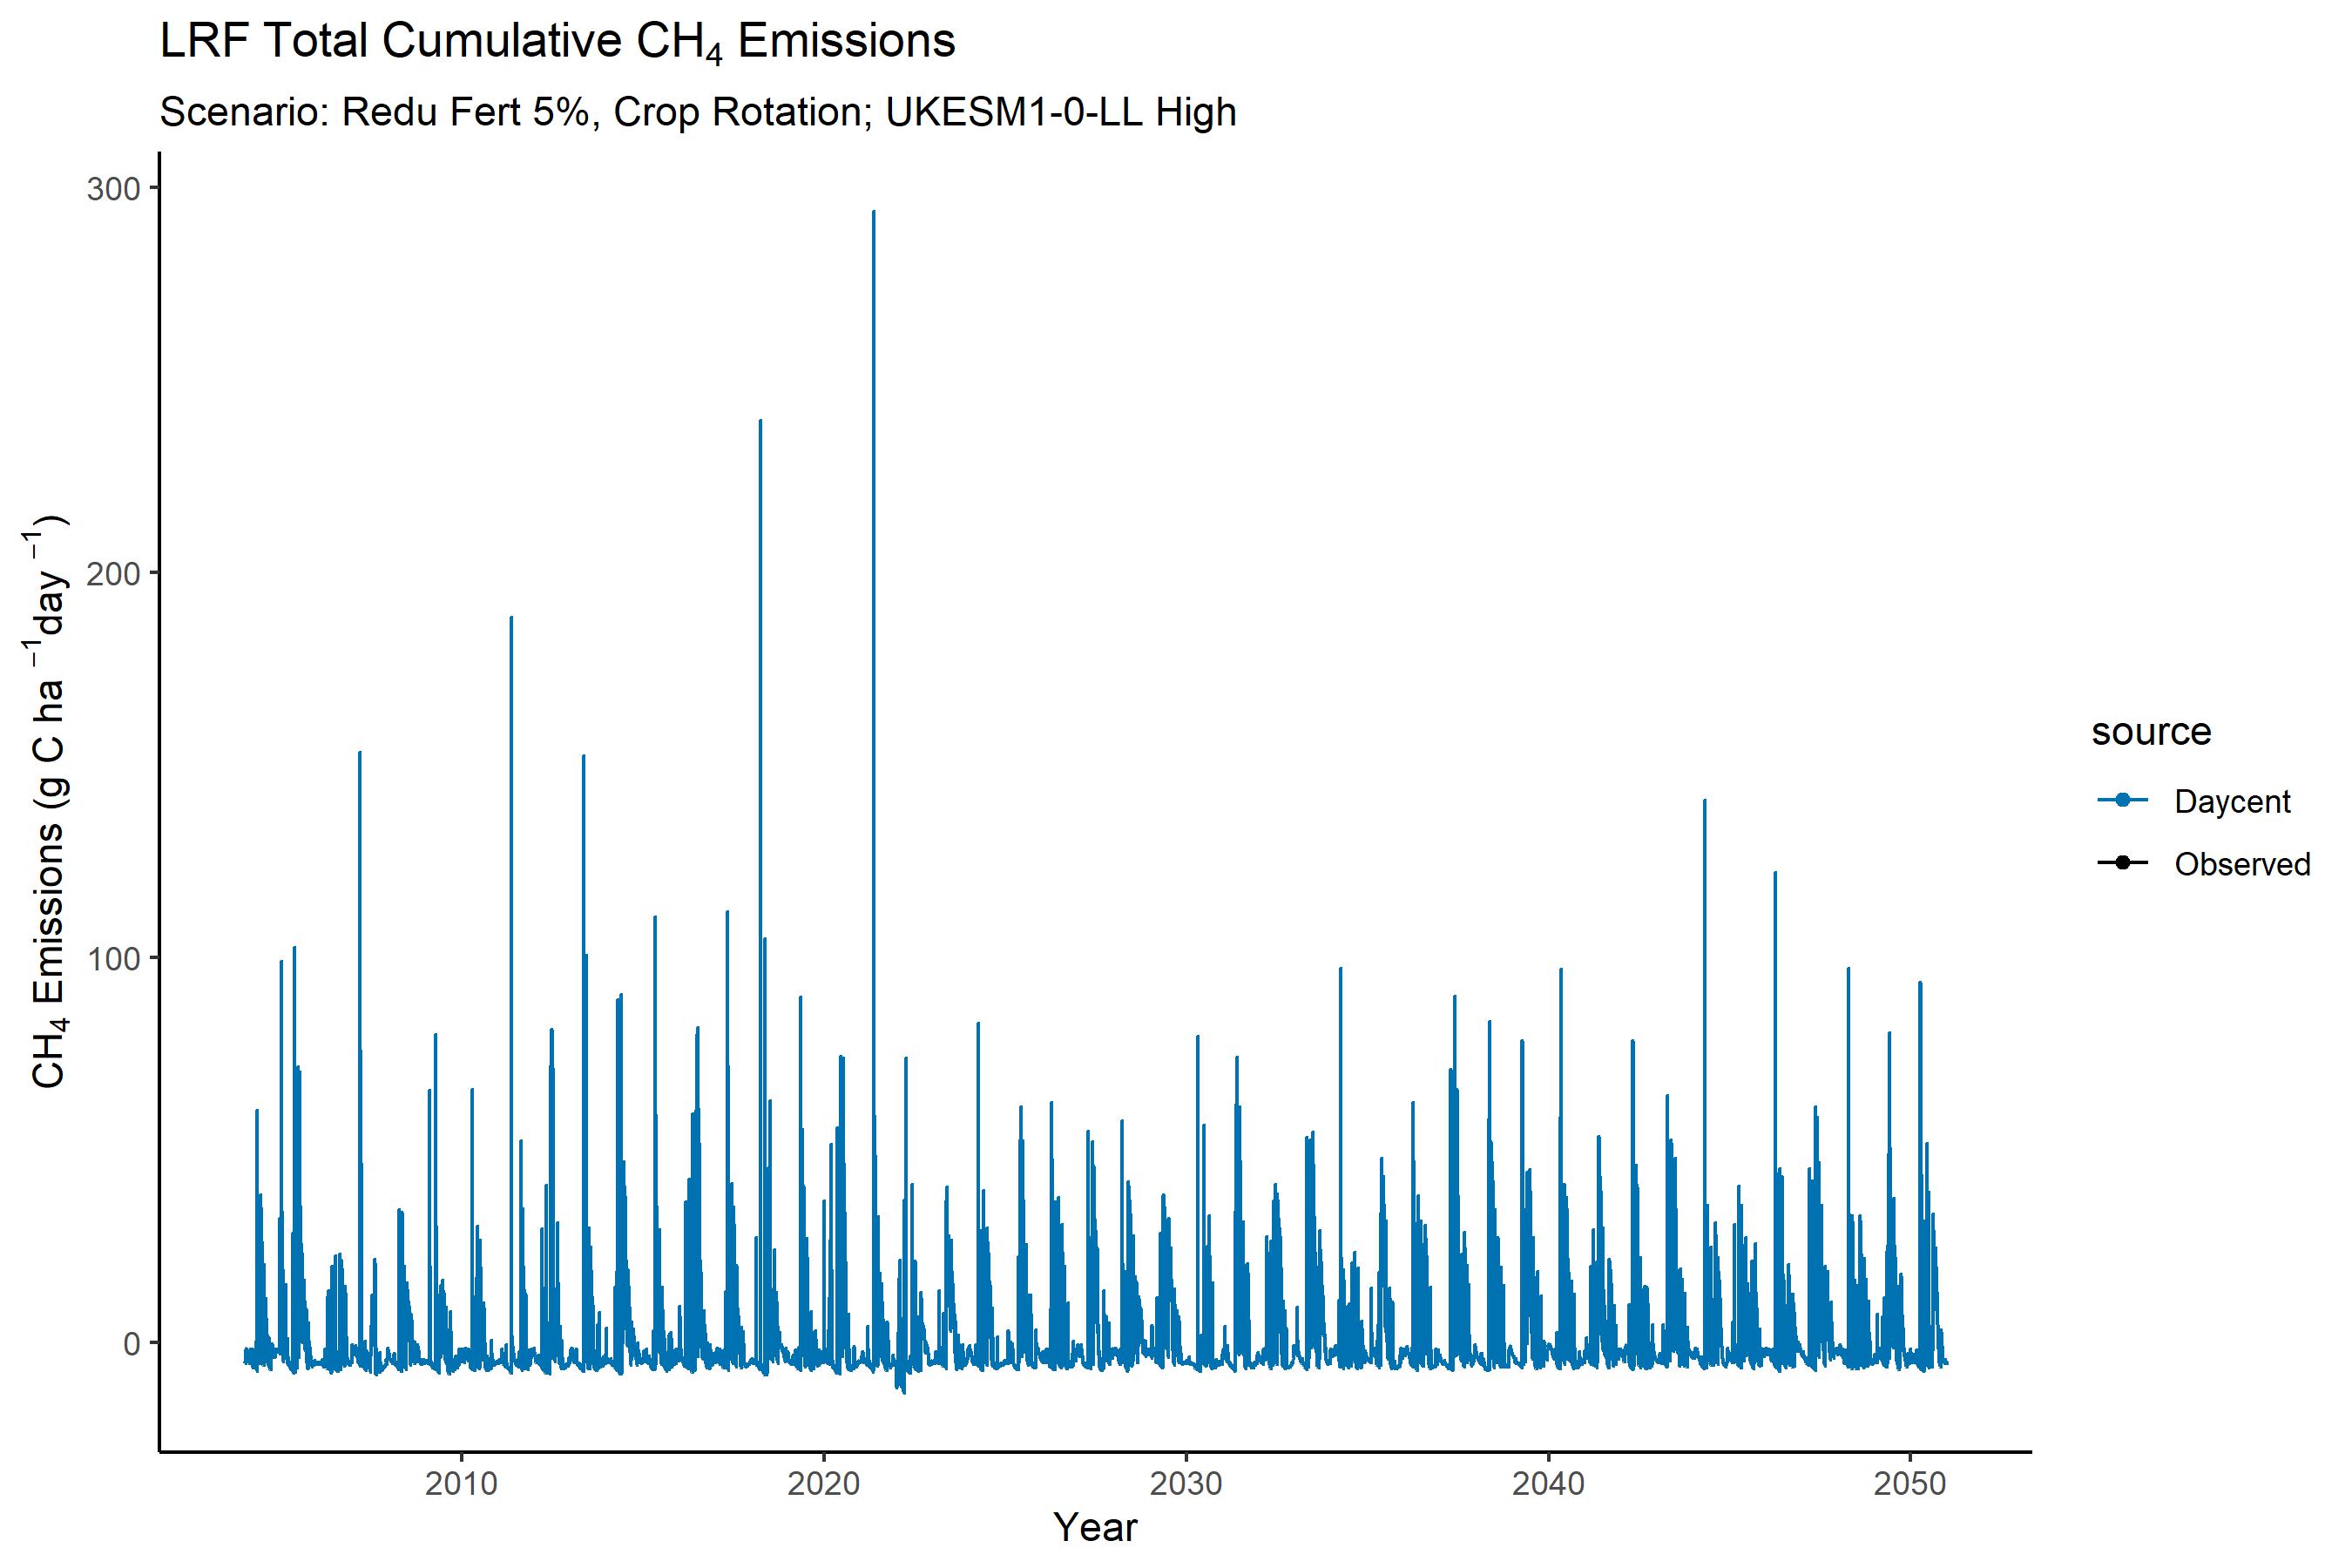 LRF Total Cumulative CH₄ Emissions
Scenario: Redu Fert 5%, Crop Rotation; UKESM1-0-LL High
CH₄ Emissions (g C ha ⁻¹day ⁻¹)
300
200
100
0
2010 2020 2030 2040 2050
Year
source
Daycent
Observed